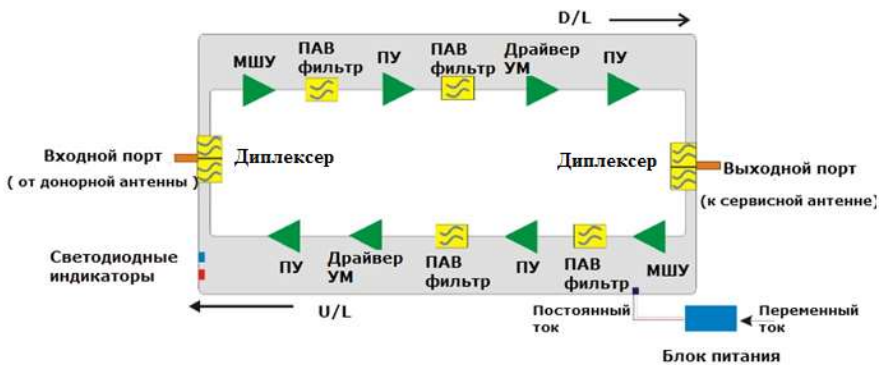 D/L
МШУ
ПАВ
фильтр
ПУ
ПАВ
фильтр
Драйвер
УМ
ПУ
Входной порт
( от донорной антенны )
Диплексер
Диплексер
Выходной порт
(к сервисной антенне)
Светодиодные
индикаторы
ПУ
Драйвер
УМ
ПАВ
фильтр
ПУ
ПАВ
фильтр
МШУ
U/L
Постоянный
ток
Переменный
ток
Блок питания